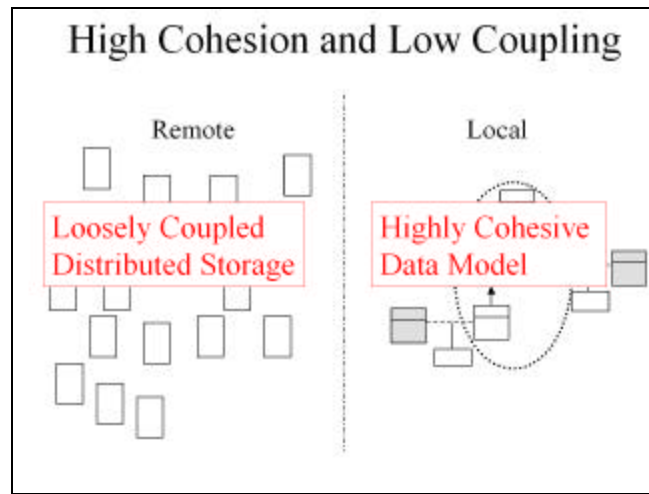 High Cohesion and Low Coupling
Remote
Local
Loosely Coupled
Distributed Storage
Highly Cohesive
Data Model